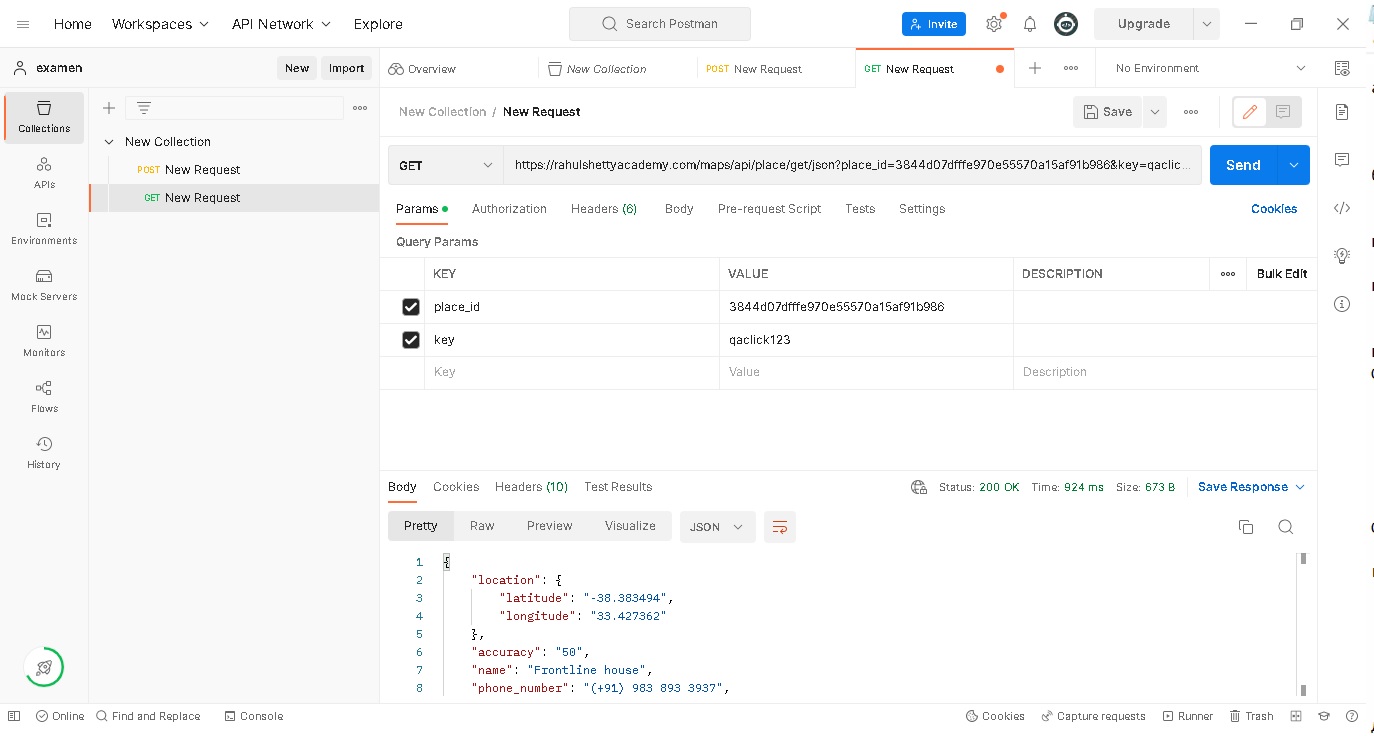 Home Workspaces API Network Explore Search Postman Invite Upgrade
examen New Import Overview New Collection POST New Request GET New Request No Environment
Collections
APIs
Environments
Mock Servers
Monitors
Flows
History
New Collection
POST New Request
GET New Request
New Collection / New Request Save
GET https://rahulshettyacademy.com/maps/api/place/get/json?place_id=3844d07dfffe970e55570a15af91b986&key=qaclic... Send
Params Authorization Headers (6) Body Pre-request Script Tests Settings Cookies
Query Params
KEY VALUE DESCRIPTION Bulk Edit
place_id 3844d07dfffe970e55570a15af91b986
key qaclick123
Key Value Description
Body Cookies Headers (10) Test Results Status: 200 OK Time: 924 ms Size: 673 B Save Response
Pretty Raw Preview Visualize JSON
1 {
2 "location": {
3 "latitude": "-38.383494",
4 "longitude": "33.427362"
5 },
6 "accuracy": "50",
7 "name": "Frontline house",
8 "phone_number": "(+91) 983 893 3937",
Online Find and Replace Console Cookies Capture requests Runner Trash